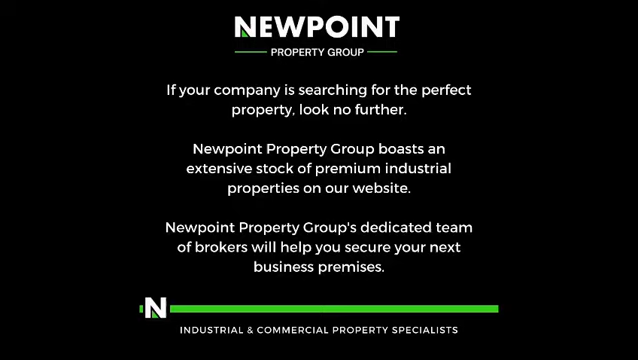 NEWPOINT
PROPERTY GROUP
If your company is searching for the perfect
property, look no further.
Newpoint Property Group boasts an
extensive stock of premium industrial
properties on our website.
Newpoint Property Group's dedicated team
of brokers will help you secure your next
business premises.
N
INDUSTRIAL & COMMERCIAL PROPERTY SPECIALISTS